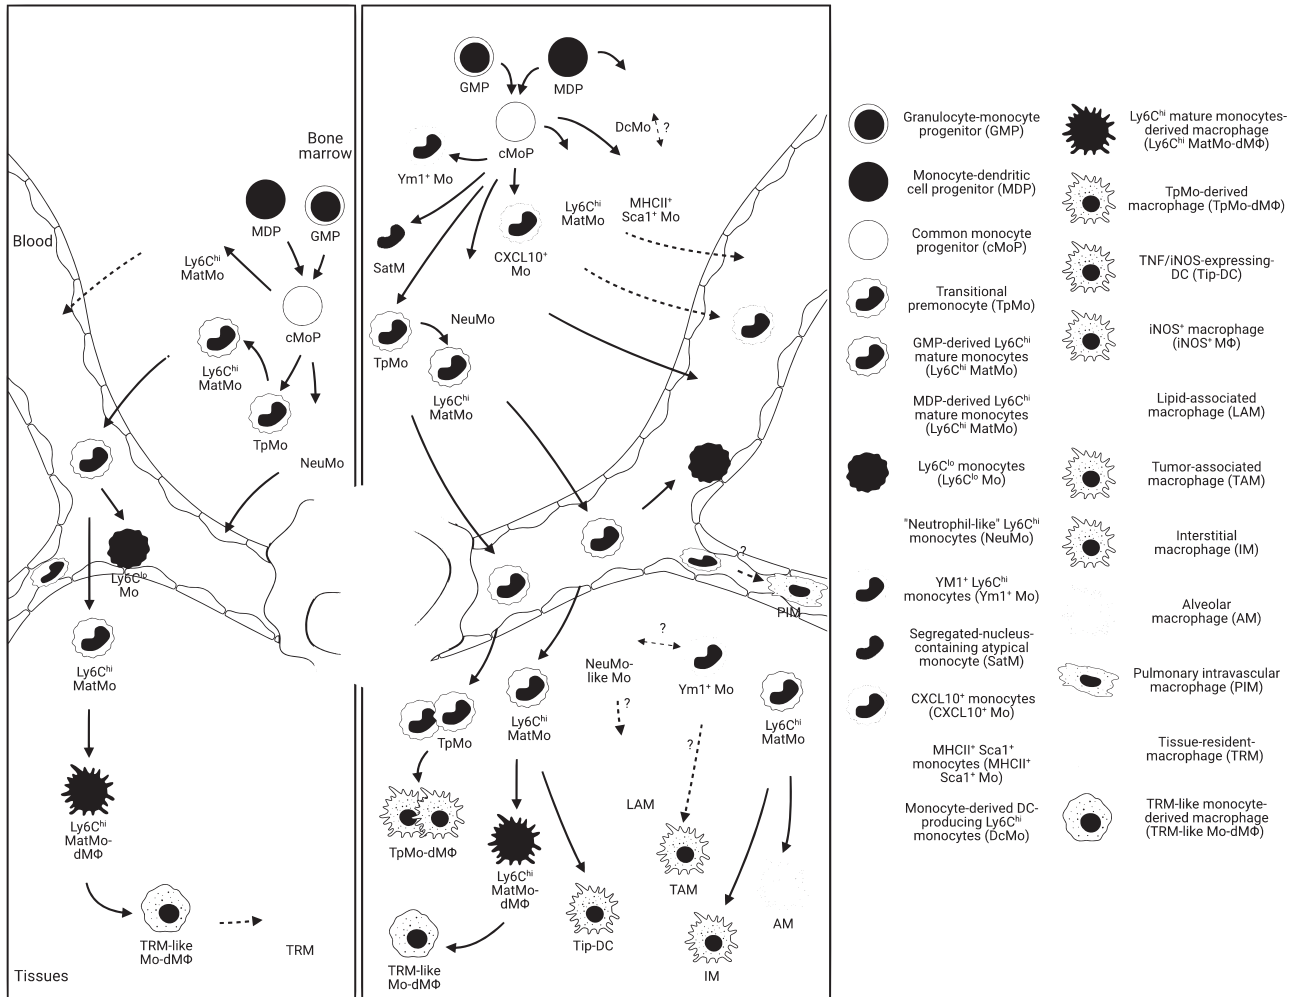 Bone
marrow
Blood
MDP
GMP
Ly6Chi
MatMo
cMoP
Ly6Chi
MatMo
TpMo
NeuMo
Ly6Clo
Mo
Ly6Chi
MatMo
Ly6Chi
MatMo-
dMΦ
TRM-like
Mo-dMΦ
TRM
Tissues
GMP
MDP
cMoP
DcMo
?
Ym1+ Mo
Ly6Chi
MatMo
MHCII+
Sca1+ Mo
SatM
CXCL10+
Mo
NeuMo
TpMo
Ly6Chi
MatMo
?
PIM
?
NeuMo-
like Mo
Ym1+ Mo
?
Ly6Chi
MatMo
Ly6Chi
MatMo
TpMo
?
LAM
TpMo-dMΦ
Ly6Chi
MatMo-
dMΦ
TAM
AM
Tip-DC
IM
TRM-like
Mo-dMΦ
Granulocyte-monocyte
progenitor (GMP)
Monocyte-dendritic
cell progenitor (MDP)
Common monocyte
progenitor (cMoP)
Transitional
premonocyte (TpMo)
GMP-derived Ly6Chi
mature monocytes
(Ly6Chi MatMo)
MDP-derived Ly6Chi
mature monocytes
(Ly6Chi MatMo)
Ly6Clo monocytes
(Ly6Clo Mo)
"Neutrophil-like" Ly6Chi
monocytes (NeuMo)
YM1+ Ly6Chi
monocytes (Ym1+ Mo)
Segregated-nucleus-
containing atypical
monocyte (SatM)
CXCL10+ monocytes
(CXCL10+ Mo)
MHCII+ Sca1+
monocytes (MHCII+
Sca1+ Mo)
Monocyte-derived DC-
producing Ly6Chi
monocytes (DcMo)
Ly6Chi mature monocytes-
derived macrophage
(Ly6Chi MatMo-dMΦ)
TpMo-derived
macrophage (TpMo-dMΦ)
TNF/iNOS-expressing-
DC (Tip-DC)
iNOS+ macrophage
(iNOS+ MΦ)
Lipid-associated
macrophage (LAM)
Tumor-associated
macrophage (TAM)
Interstitial
macrophage (IM)
Alveolar
macrophage (AM)
Pulmonary intravascular
macrophage (PIM)
Tissue-resident-
macrophage (TRM)
TRM-like monocyte-
derived macrophage
(TRM-like Mo-dMΦ)